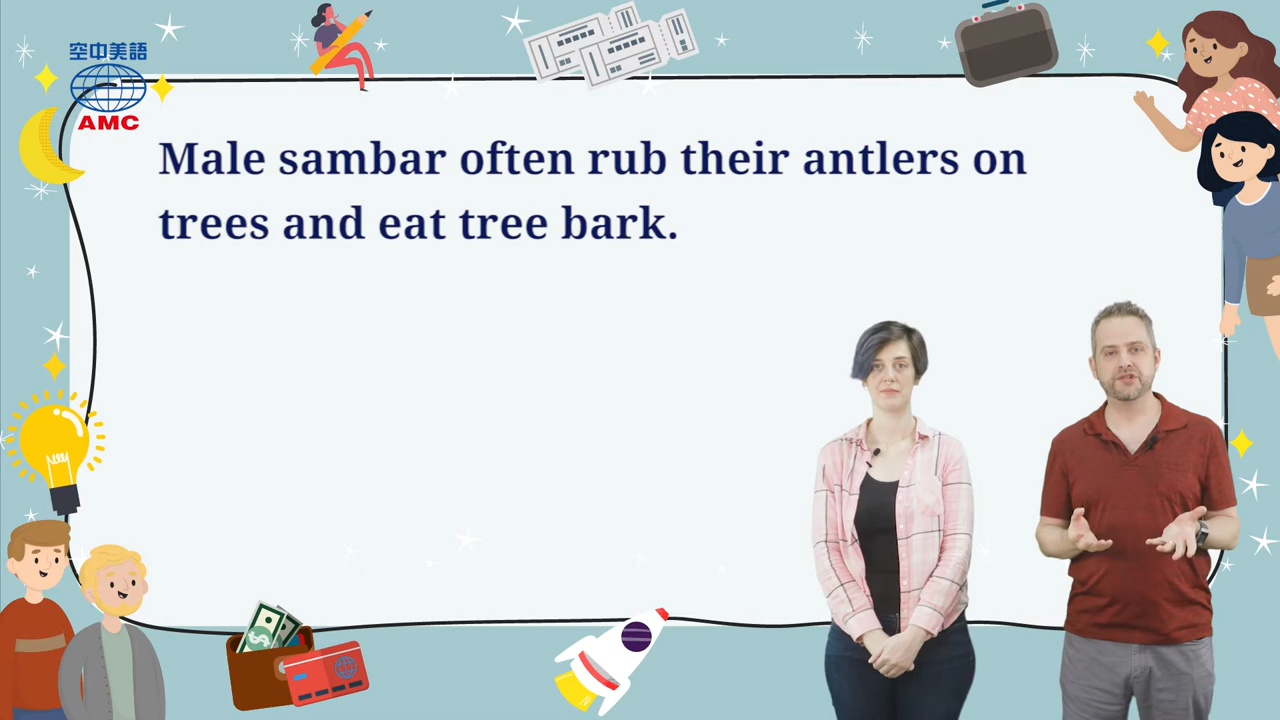 空中美語
AMC
Male sambar often rub their antlers on
trees and eat tree bark.